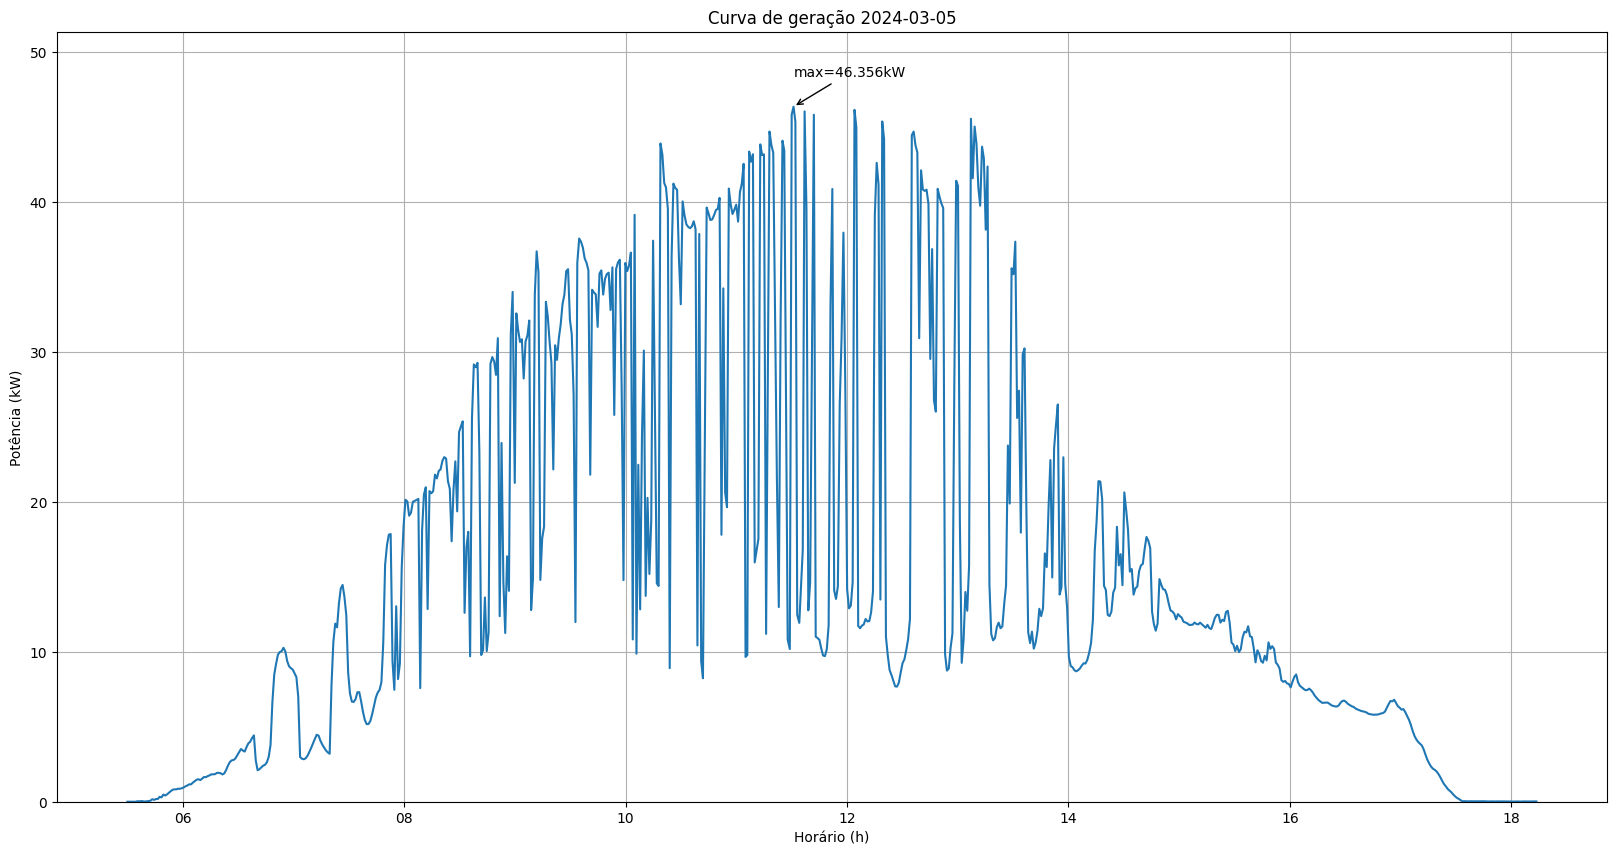 Curva de geração 2024-03-05
50
max=46.356kW
40
30
Potência (kW)
20
10
0
06 08 10 12 14 16 18
Horário (h)